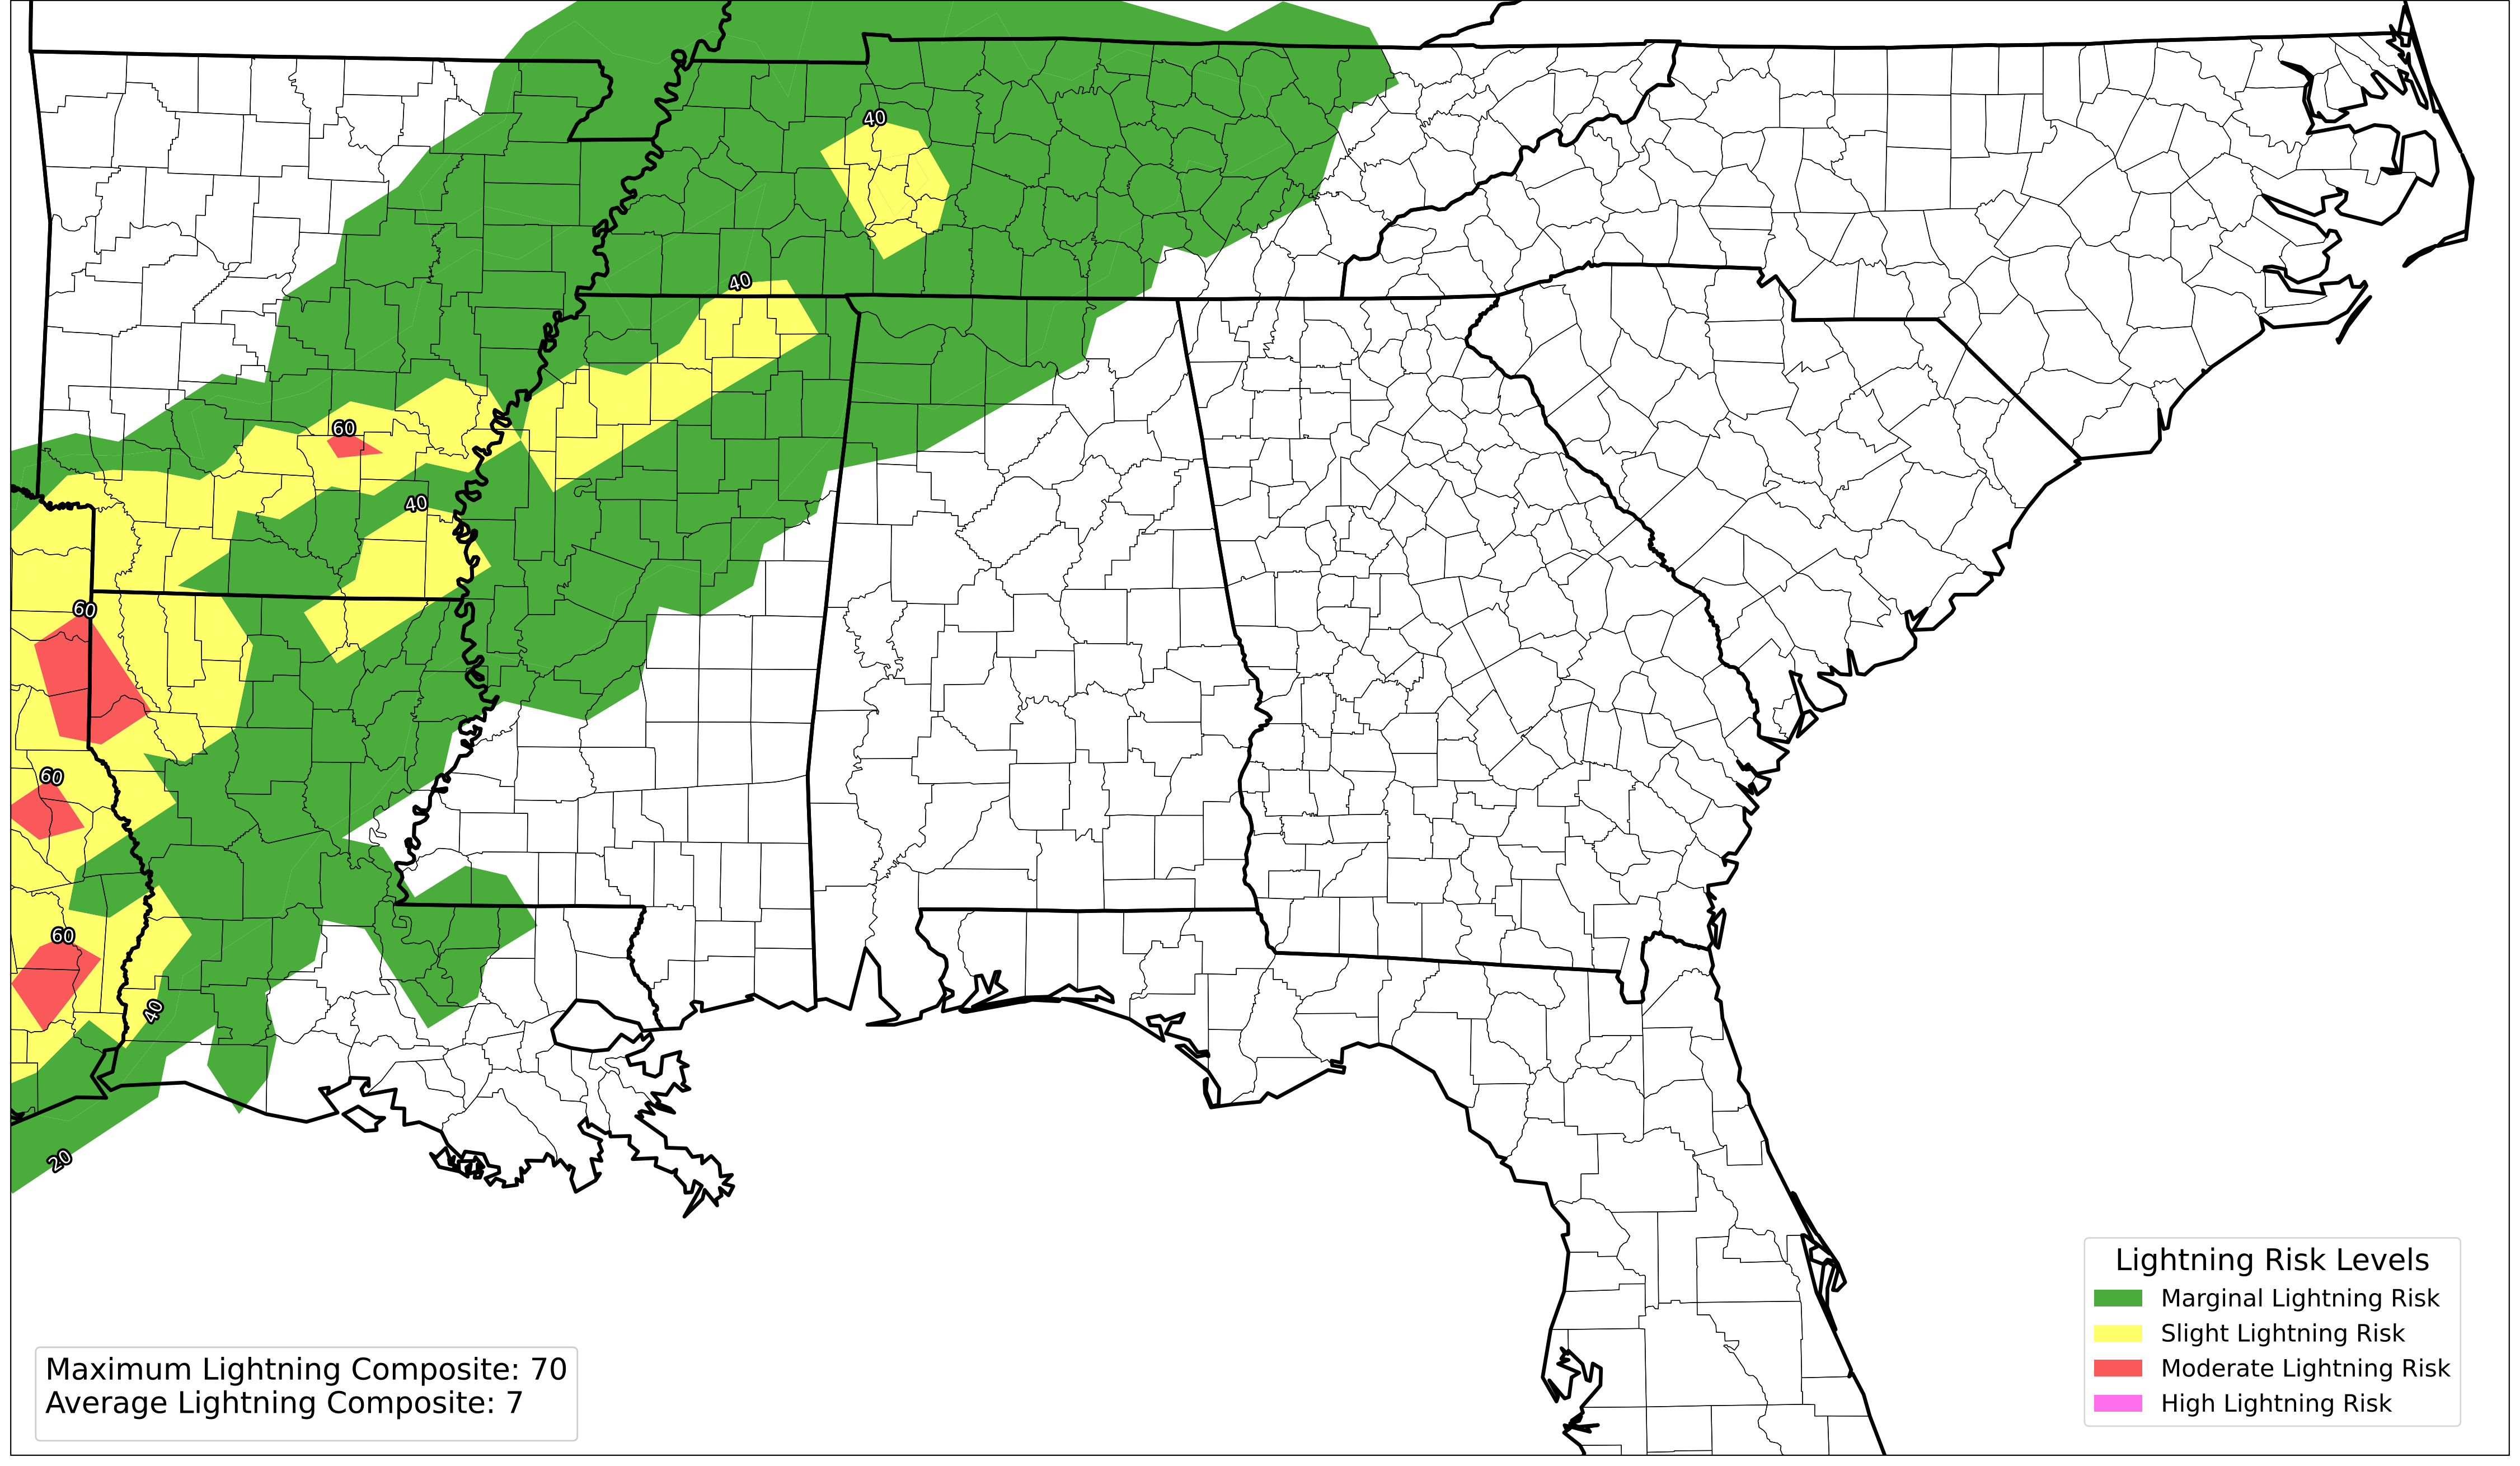 40
40
60
40
60
60
60
40
20
Lightning Risk Levels
Marginal Lightning Risk
Slight Lightning Risk
Moderate Lightning Risk
High Lightning Risk
Maximum Lightning Composite: 70
Average Lightning Composite: 7